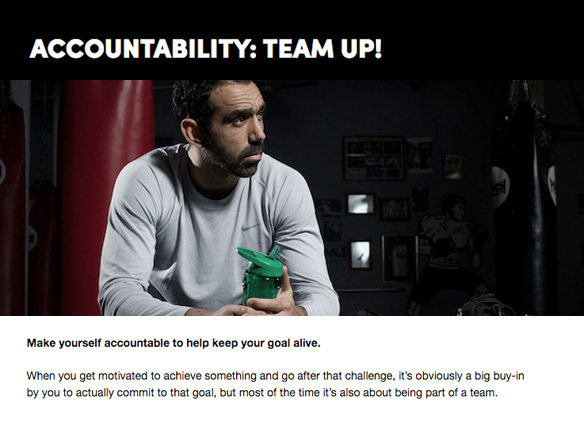 ACCOUNTABILITY: TEAM UP!
Make yourself accountable to help keep your goal alive.
When you get motivated to achieve something and go after that challenge, it's obviously a big buy-in
by you to actually commit to that goal, but most of the time it's also about being part of a team.